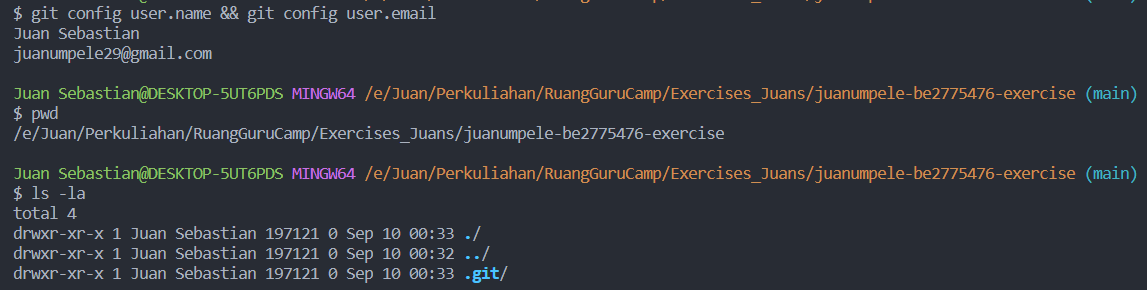 $ git config user.name && git config user.email
Juan Sebastian
juanumpele29@gmail.com
Juan Sebastian@DESKTOP-5UT6PDS MINGW64 /e/Juan/Perkuliahan/RuangGuruCamp/Exercises_Juans/juanumpele-be2775476-exercise (main)
$ pwd
/e/Juan/Perkuliahan/RuangGuruCamp/Exercises_Juans/juanumpele-be2775476-exercise
Juan Sebastian@DESKTOP-5UT6PDS MINGW64 /e/Juan/Perkuliahan/RuangGuruCamp/Exercises_Juans/juanumpele-be2775476-exercise (main)
$ ls -la
total 4
drwxr-xr-x 1 Juan Sebastian 197121 0 Sep 10 00:33 ./
drwxr-xr-x 1 Juan Sebastian 197121 0 Sep 10 00:32 ../
drwxr-xr-x 1 Juan Sebastian 197121 0 Sep 10 00:33 .git/